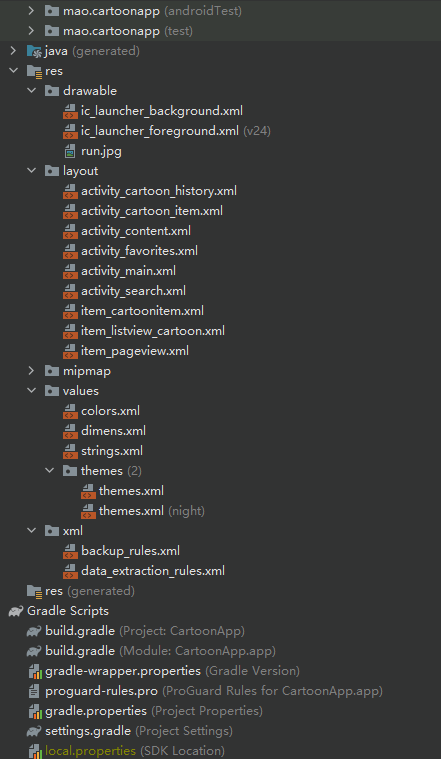 mao.cartoonapp (androidTest)
mao.cartoonapp (test)
java (generated)
res
drawable
ic_launcher_background.xml
ic_launcher_foreground.xml (v24)
run.jpg
layout
activity_cartoon_history.xml
activity_cartoon_item.xml
activity_content.xml
activity_favorites.xml
activity_main.xml
activity_search.xml
item_cartoonitem.xml
item_listview_cartoon.xml
item_pageview.xml
mipmap
values
colors.xml
dimens.xml
strings.xml
themes (2)
themes.xml
themes.xml (night)
xml
backup_rules.xml
data_extraction_rules.xml
res (generated)
Gradle Scripts
build.gradle (Project: CartoonApp)
build.gradle (Module: CartoonApp.app)
gradle-wrapper.properties (Gradle Version)
proguard-rules.pro (ProGuard Rules for CartoonApp.app)
gradle.properties (Project Properties)
settings.gradle (Project Settings)
local.properties (SDK Location)